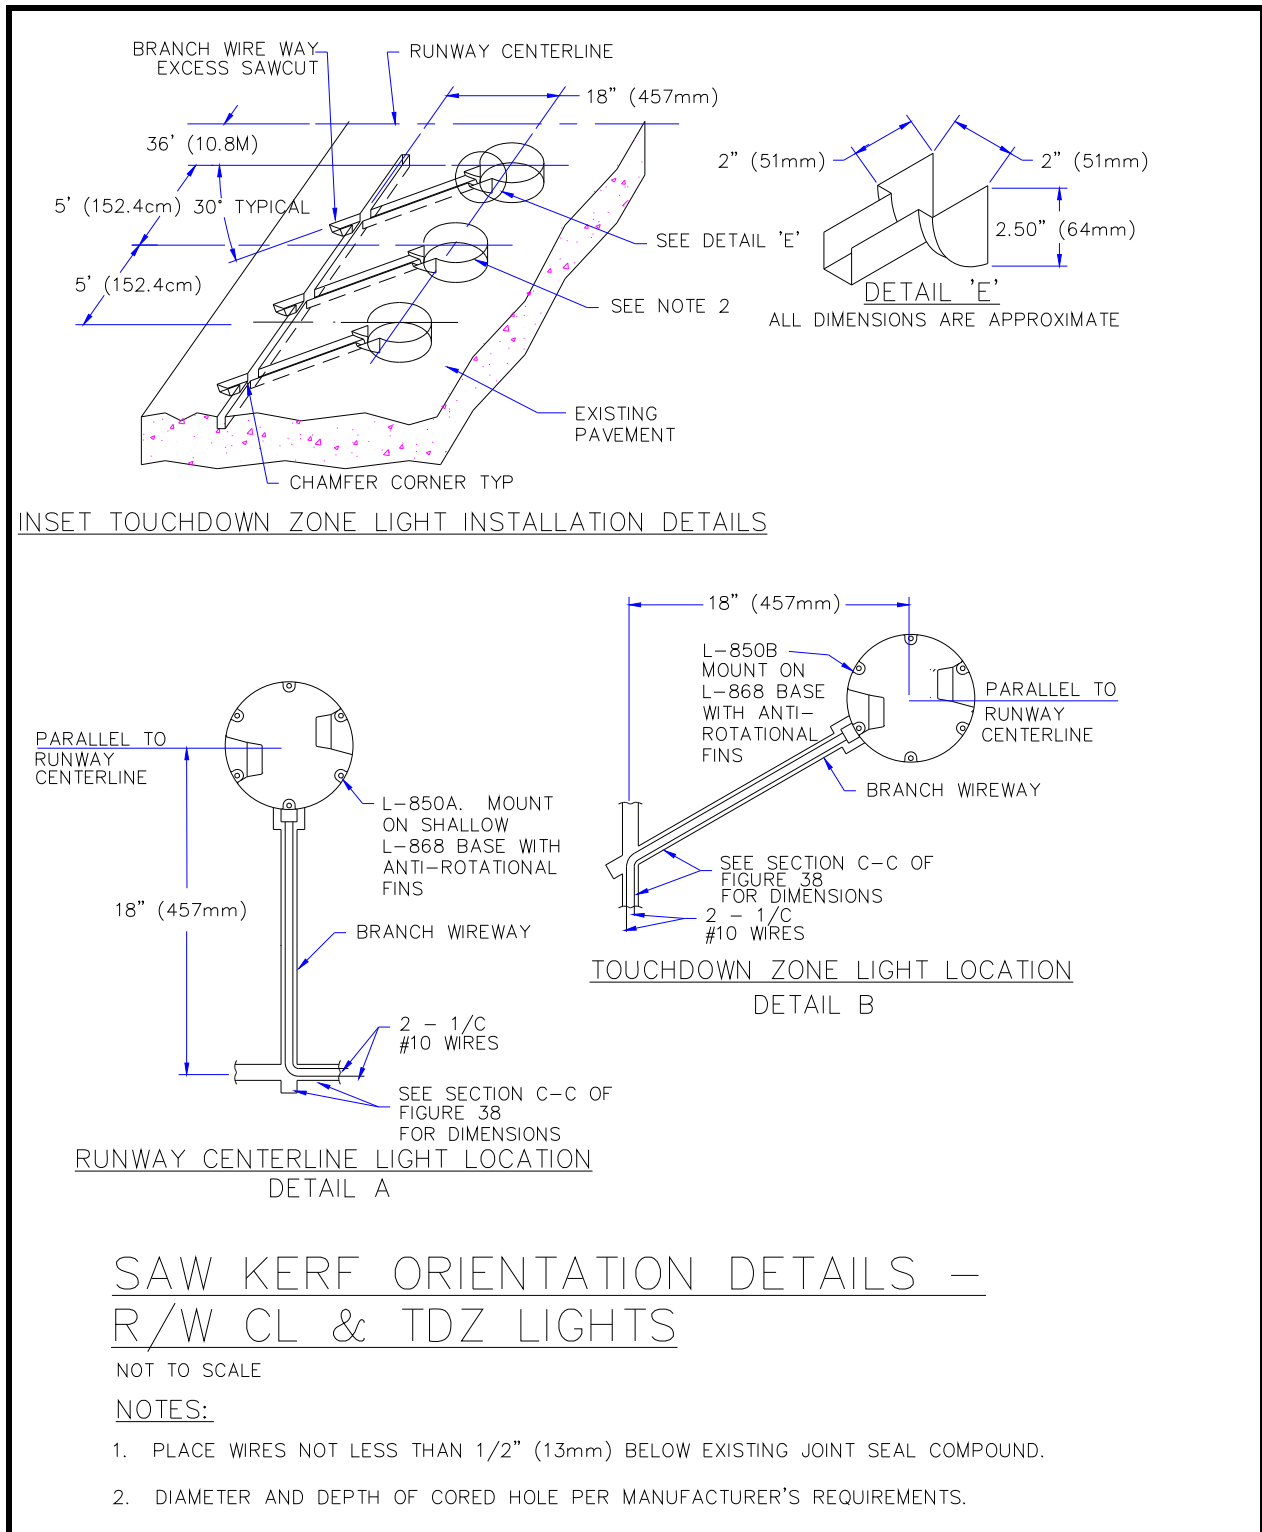 BRANCH WIRE WAY
EXCESS SAWCUT
RUNWAY CENTERLINE
18" (457mm)
36' (10.8M)
5' (152.4cm)
30° TYPICAL
5' (152.4cm)
SEE DETAIL 'E'
SEE NOTE 2
EXISTING
PAVEMENT
CHAMFER CORNER TYP
2" (51mm)
2" (51mm)
2.50" (64mm)
DETAIL 'E'
ALL DIMENSIONS ARE APPROXIMATE
INSET TOUCHDOWN ZONE LIGHT INSTALLATION DETAILS
PARALLEL TO
RUNWAY
CENTERLINE
L-850A. MOUNT
ON SHALLOW
L-868 BASE WITH
ANTI-ROTATIONAL
FINS
18" (457mm)
BRANCH WIREWAY
2 - 1/C
#10 WIRES
SEE SECTION C-C OF
FIGURE 38
FOR DIMENSIONS
RUNWAY CENTERLINE LIGHT LOCATION
DETAIL A
18" (457mm)
L-850B
MOUNT ON
L-868 BASE
WITH ANTI-
ROTATIONAL
FINS
PARALLEL TO
RUNWAY
CENTERLINE
BRANCH WIREWAY
SEE SECTION C-C OF
FIGURE 38
FOR DIMENSIONS
2 - 1/C
#10 WIRES
TOUCHDOWN ZONE LIGHT LOCATION
DETAIL B
SAW KERF ORIENTATION DETAILS -
R/W CL & TDZ LIGHTS
NOT TO SCALE
NOTES:
1. PLACE WIRES NOT LESS THAN 1/2" (13mm) BELOW EXISTING JOINT SEAL COMPOUND.
2. DIAMETER AND DEPTH OF CORED HOLE PER MANUFACTURER'S REQUIREMENTS.